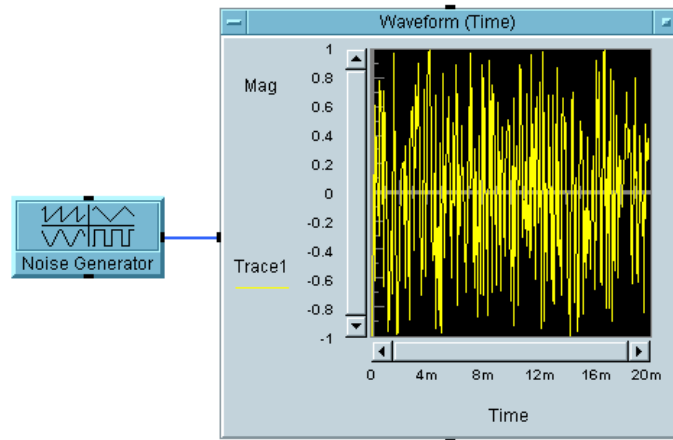 Waveform (Time)
Mag
1
0.8
0.6
0.4
0.2
0
-0.2
-0.4
-0.6
-0.8
-1
Noise Generator
Trace1
0 4m 8m 12m 16m 20m
Time